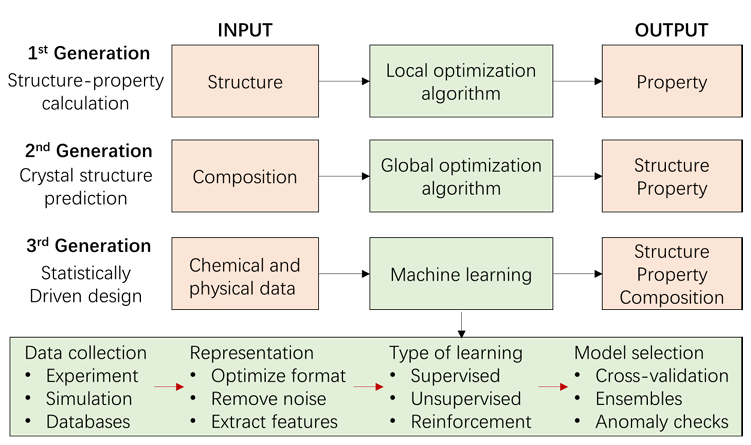 INPUT
OUTPUT
1st Generation
Structure-property
calculation
Structure
Local optimization
algorithm
Property
2nd Generation
Crystal structure
prediction
Composition
Global optimization
algorithm
Structure
Property
3rd Generation
Statistically
Driven design
Chemical and
physical data
Machine learning
Structure
Property
Composition
Data collection
• Experiment
• Simulation
• Databases
Representation
• Optimize format
• Remove noise
• Extract features
Type of learning
• Supervised
• Unsupervised
• Reinforcement
Model selection
• Cross-validation
• Ensembles
• Anomaly checks